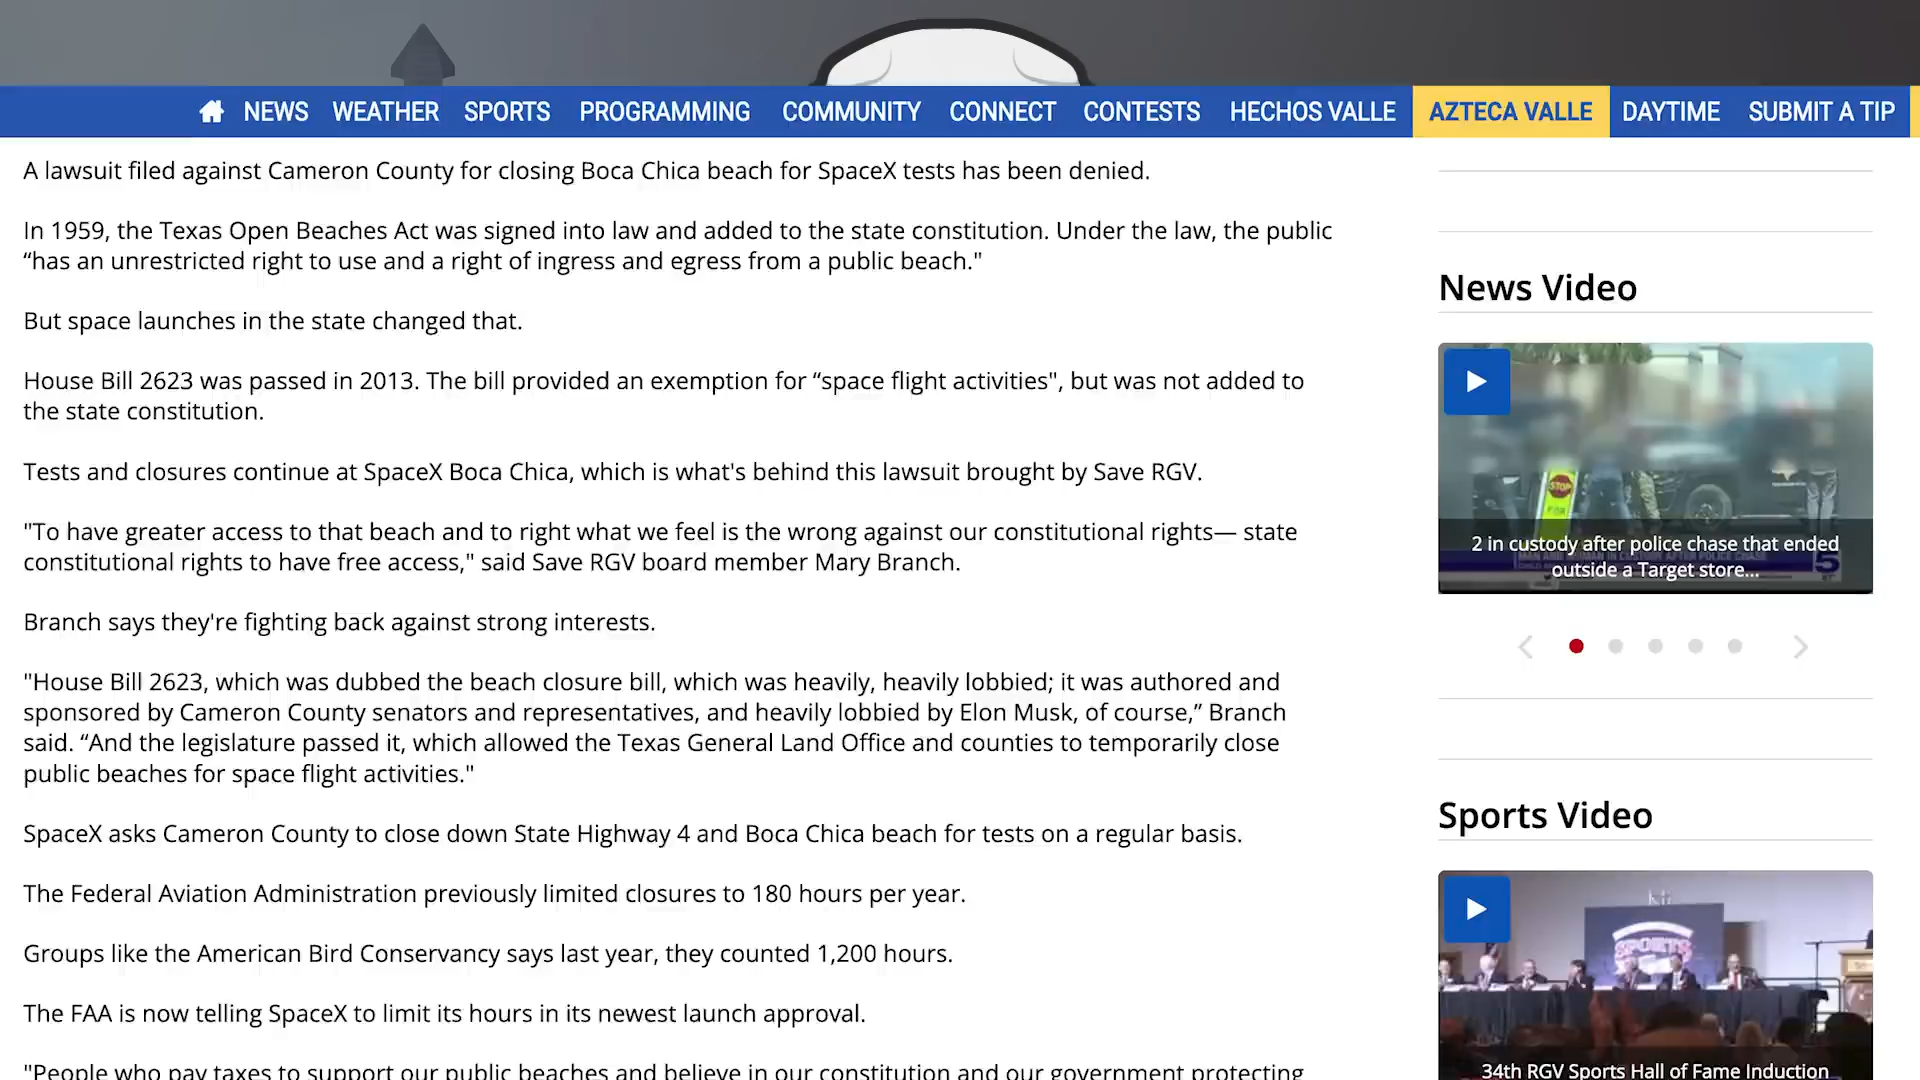 NEWS WEATHER SPORTS PROGRAMMING COMMUNITY CONNECT CONTESTS HECHOS VALLE AZTECA VALLE DAYTIME SUBMIT A TIP
A lawsuit filed against Cameron County for closing Boca Chica beach for SpaceX tests has been denied.
In 1959, the Texas Open Beaches Act was signed into law and added to the state constitution. Under the law, the public
“has an unrestricted right to use and a right of ingress and egress from a public beach."
But space launches in the state changed that.
House Bill 2623 was passed in 2013. The bill provided an exemption for “space flight activities", but was not added to
the state constitution.
Tests and closures continue at SpaceX Boca Chica, which is what's behind this lawsuit brought by Save RGV.
"To have greater access to that beach and to right what we feel is the wrong against our constitutional rights— state
constitutional rights to have free access," said Save RGV board member Mary Branch.
Branch says they're fighting back against strong interests.
"House Bill 2623, which was dubbed the beach closure bill, which was heavily, heavily lobbied; it was authored and
sponsored by Cameron County senators and representatives, and heavily lobbied by Elon Musk, of course,” Branch
said. “And the legislature passed it, which allowed the Texas General Land Office and counties to temporarily close
public beaches for space flight activities."
SpaceX asks Cameron County to close down State Highway 4 and Boca Chica beach for tests on a regular basis.
The Federal Aviation Administration previously limited closures to 180 hours per year.
Groups like the American Bird Conservancy says last year, they counted 1,200 hours.
The FAA is now telling SpaceX to limit its hours in its newest launch approval.
"People who pay taxes to support our public beaches and believe in our constitution and our government protecting
News Video
STOP
FOR
2 in custody after police chase that ended
outside a Target store...
5
Sports Video
SPORTS
34th RGV Sports Hall of Fame Induction